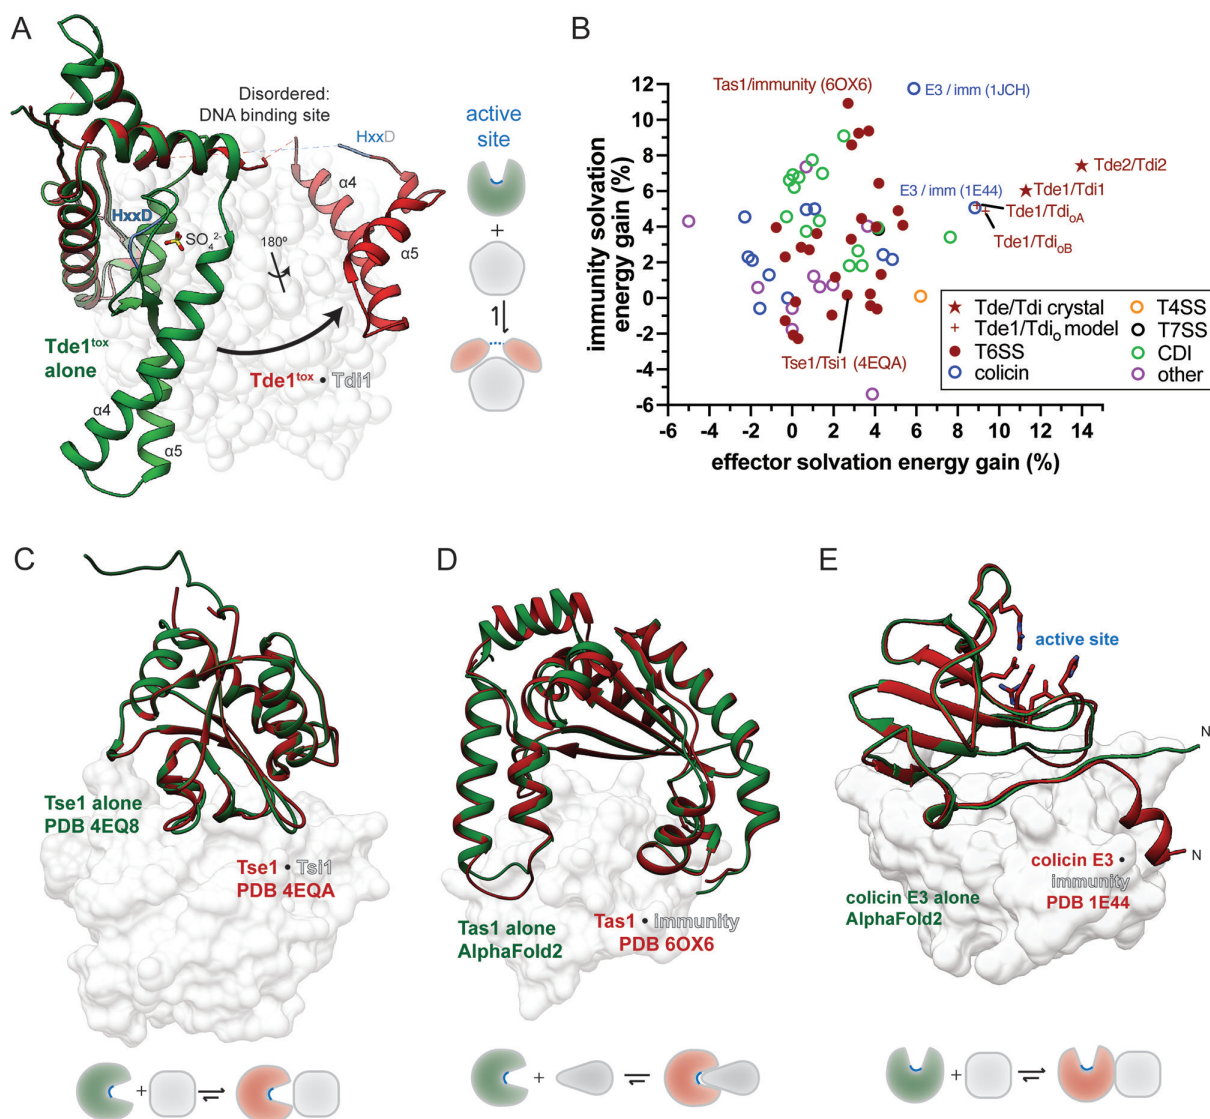 A
Disordered:
DNA binding site
HxxD
active
site
α4
α5
HxxD
SO₄²⁻
180º
+
Tde1ᵗᵒˣ
alone
Tde1ᵗᵒˣ • Tdi1
α4
α5
B
immunity solvation
energy gain (%)
12
10
8
6
4
2
0
-2
-4
-6
-6 -4 -2 0 2 4 6 8 10 12 14
effector solvation energy gain (%)
Tas1/immunity (6OX6)
E3 / imm (1JCH)
Tde2/Tdi2
E3 / imm (1E44)
Tde1/Tdi1
Tde1/Tdi₀A
Tde1/Tdi₀B
Tse1/Tsi1 (4EQA)
Tde/Tdi crystal
Tde1/Tdi₀ model
T6SS
colicin
T4SS
T7SS
CDI
other
C
Tse1 alone
PDB 4EQ8
Tse1 • Tsi1
PDB 4EQA
+
D
Tas1 alone
AlphaFold2
Tas1 • immunity
PDB 6OX6
+
E
active site
N
N
colicin E3 •
immunity
PDB 1E44
colicin E3 alone
AlphaFold2
+